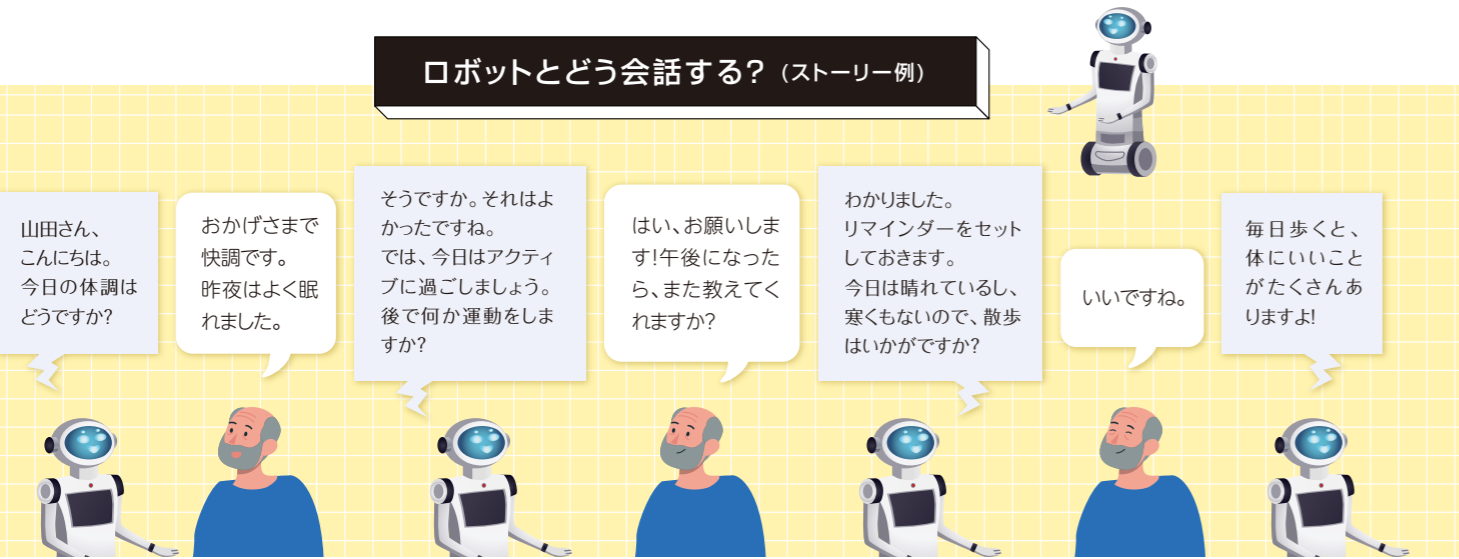 ロボットとどう会話する?(ストーリー例)
山田さん、
こんにちは。
今日の体調は
どうですか?
おかげさまで
快調です。
昨夜はよく眠
れました。
そうですか。それはよ
かったですね。
では、今日はアクティ
ブに過ごしましょう。
後で何か運動をしま
すか?
はい、お願いしま
す!午後になった
ら、また教えてく
れますか?
わかりました。
リマインダーをセット
しておきます。
今日は晴れているし、
寒くもないので、散歩
はいかがですか?
いいですね。
毎日歩くと、
体にいいこと
がたくさんあ
りますよ!